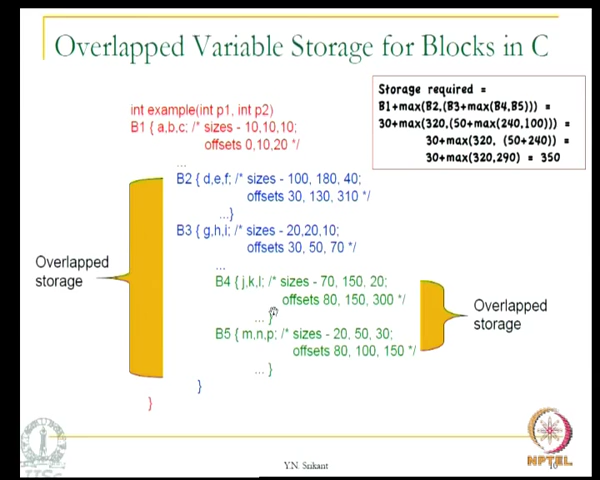 Overlapped Variable Storage for Blocks in C
Storage required =
B1+max(B2,(B3+max(B4,B5))) =
30+max(320,(50+max(240,100))) =
30+max(320, (50+240)) =
30+max(320,290) = 350
int example(int p1, int p2)
B1 { a,b,c; /* sizes - 10,10,10;
offsets 0,10,20 */
...
B2 { d,e,f; /* sizes - 100, 180, 40;
offsets 30, 130, 310 */
...}
B3 { g,h,i; /* sizes - 20,20,10;
offsets 30, 50, 70 */
...
B4 { j,k,l; /* sizes - 70, 150, 20;
offsets 80, 150, 300 */
... }
B5 { m,n,p; /* sizes - 20, 50, 30;
offsets 80, 100, 150 */
... }
}
}
Overlapped
storage
Overlapped
storage
Y.N. Srikant
10
NPTEL